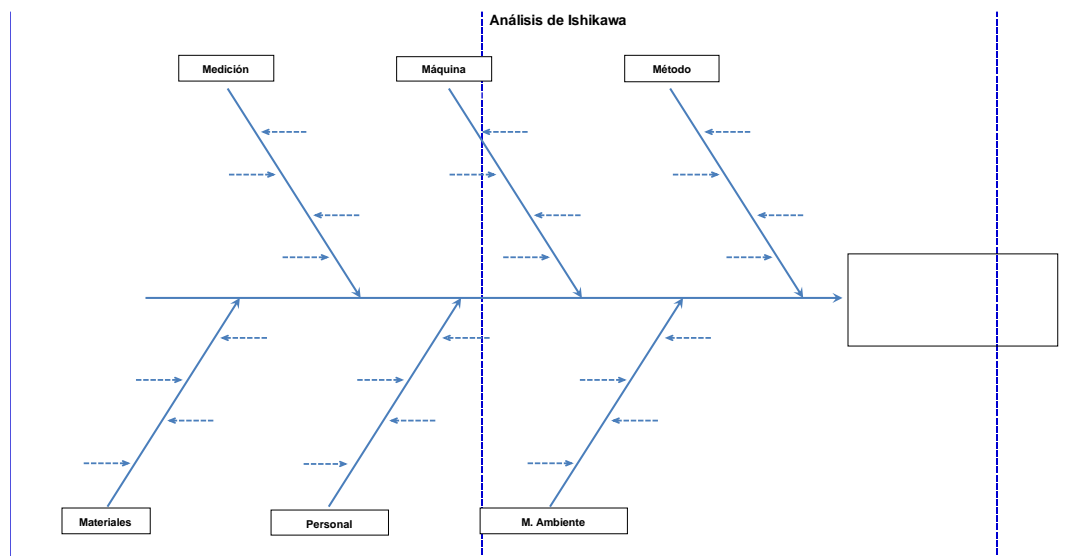 Análisis de Ishikawa
Medición
Máquina
Método
Materiales
Personal
M. Ambiente